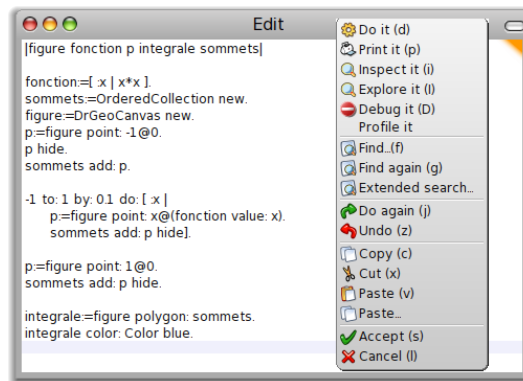 Edit
|figure fonction p integrale sommets|
fonction:=[ :x | x*x ].
sommets:=OrderedCollection new.
figure:=DrGeoCanvas new.
p:=figure point: -1@0.
p hide.
sommets add: p.
-1 to: 1 by: 0.1 do: [ :x |
p:=figure point: x@(fonction value: x).
sommets add: p hide].
p:=figure point: 1@0.
sommets add: p hide.
integrale:=figure polygon: sommets.
integrale color: Color blue.
Do it (d)
Print it (p)
Inspect it (i)
Explore it (I)
Debug it (D)
Profile it
Find...(f)
Find again (g)
Extended search...
Do again (j)
Undo (z)
Copy (c)
Cut (x)
Paste (v)
Paste...
Accept (s)
Cancel (l)